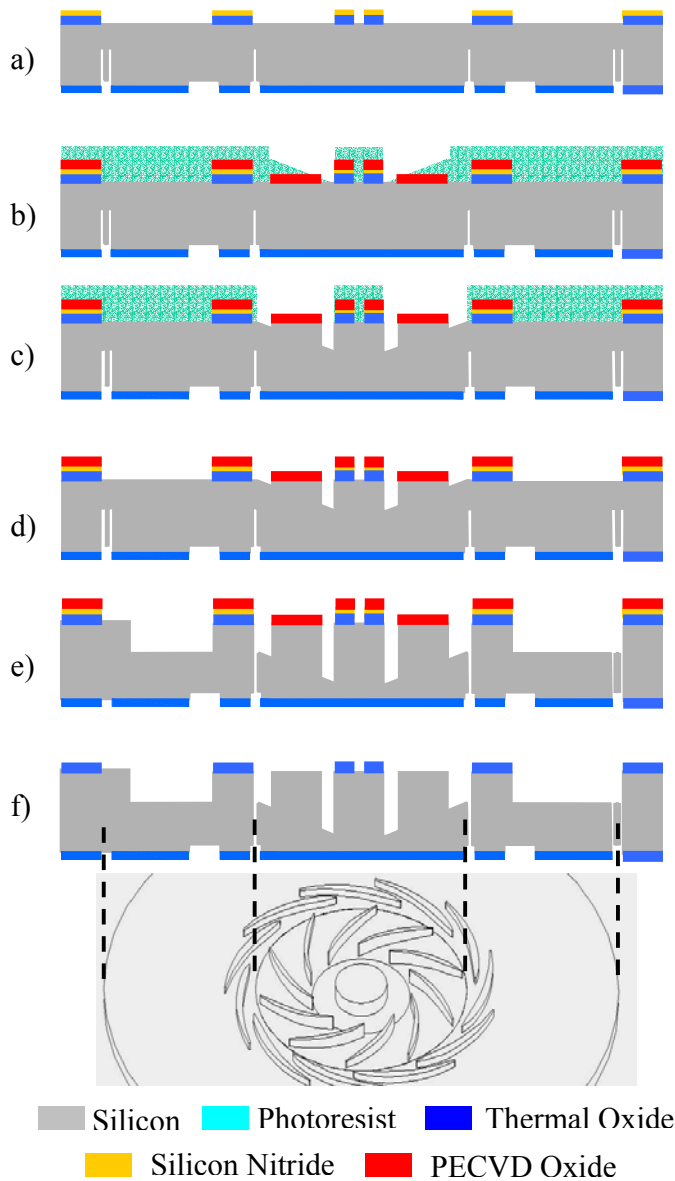 a)
b)
c)
d)
e)
f)
Silicon Photoresist Thermal Oxide
Silicon Nitride PECVD Oxide